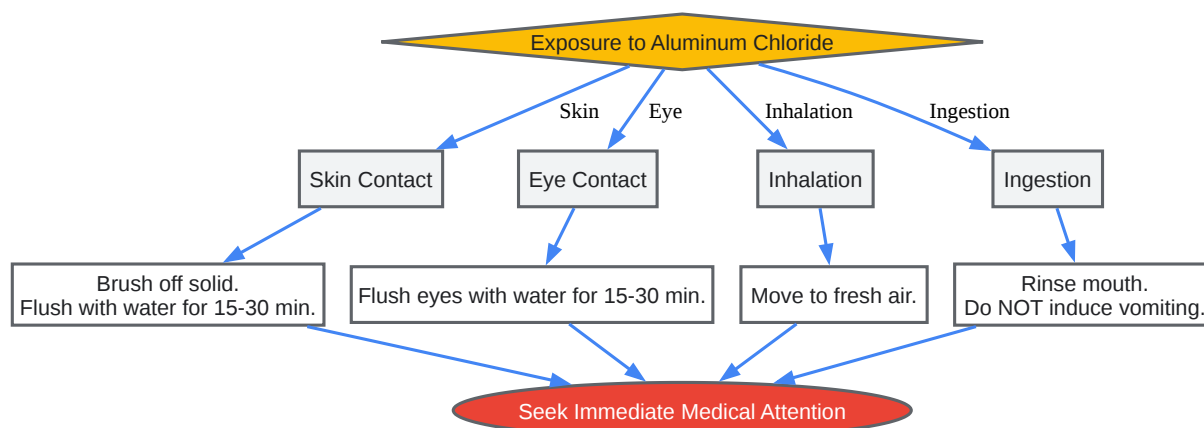 Exposure to Aluminum Chloride
Skin
Eye
Inhalation
Ingestion
Skin Contact
Eye Contact
Inhalation
Ingestion
Brush off solid.
Flush with water for 15-30 min.
Flush eyes with water for 15-30 min.
Move to fresh air.
Rinse mouth.
Do NOT induce vomiting.
Seek Immediate Medical Attention